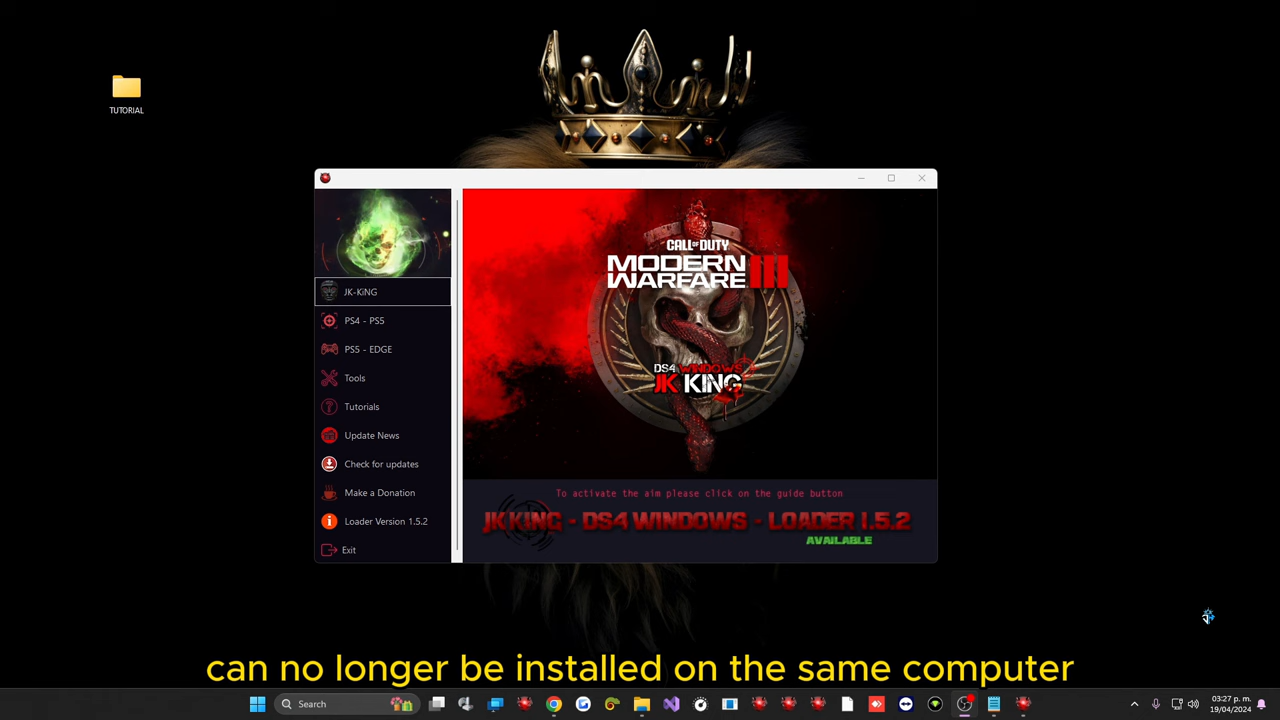 TUTORIAL
CALL OF DUTY
MODERN
WARFARE III
DS4 WINDOWS
JK KING
JK-KiNG
PS4 - PS5
PS5 - EDGE
Tools
Tutorials
Update News
Check for updates
Make a Donation
Loader Version 1.5.2
Exit
To activate the aim please click on the guide button
JKKING - DS4 WINDOWS - LOADER 1.5.2
AVAILABLE
can no longer be installed on the same computer
Search
03:27 p. m.
19/04/2024